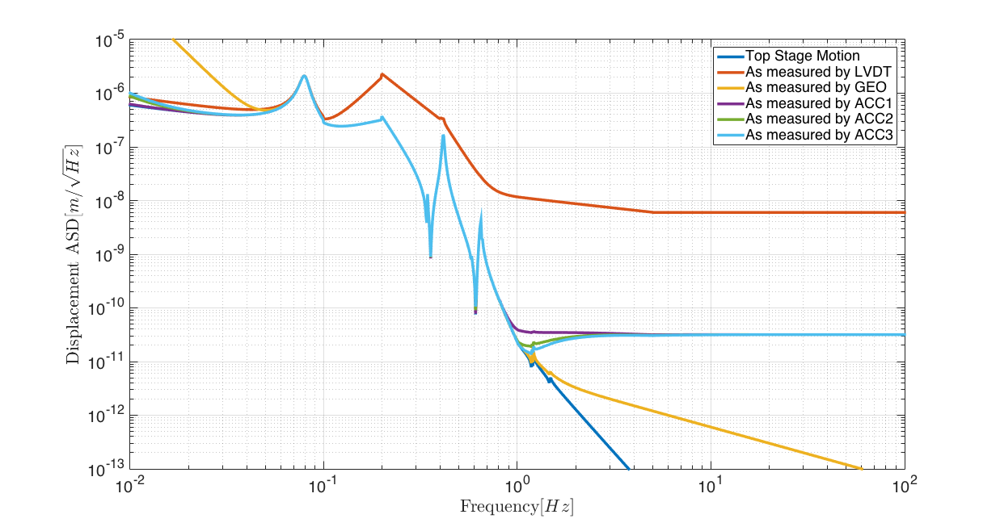 10^-5
10^-6
10^-7
10^-8
10^-9
10^-10
10^-11
10^-12
10^-13
Displacement ASD[m/√Hz]
Top Stage Motion
As measured by LVDT
As measured by GEO
As measured by ACC1
As measured by ACC2
As measured by ACC3
10^-2 10^-1 10^0 10^1 10^2
Frequency[Hz]